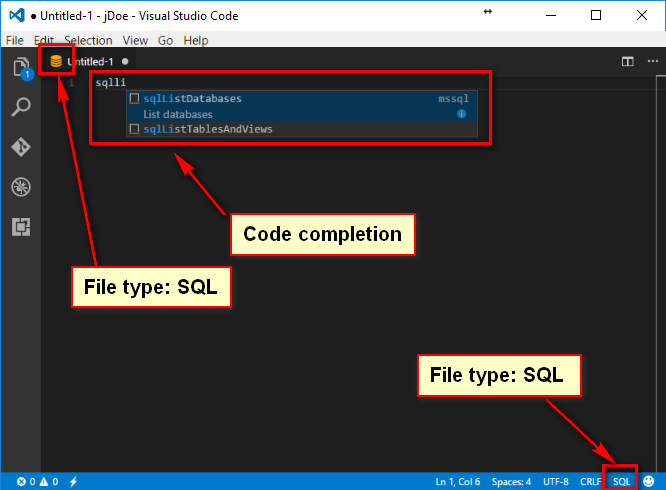 ● Untitled-1 - jDoe - Visual Studio Code
File Edit Selection View Go Help
Untitled-1 ●
1
1 sqlli
sqlListDatabases mssql
List databases
sqlListTablesAndViews
Code completion
File type: SQL
File type: SQL
0 0 Ln 1, Col 6 Spaces: 4 UTF-8 CRLF SQL